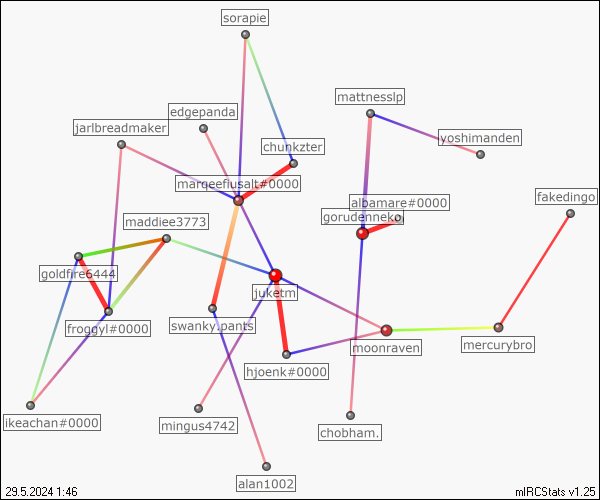 sorapie
mattnesslp
edgepanda
jarlbreadmaker
yoshimanden
chunkzter
marqeeflusalt#0000
fakedingo
albamare#0000
gorudenneko
maddiee3773
goldfire6444
juketm
froggyl#0000
swanky.pants
mercurybro
moonraven
hjoenk#0000
ikeachan#0000
mingus4742
chobham.
alan1002
29.5.2024 1:46
mIRCStats v1.25